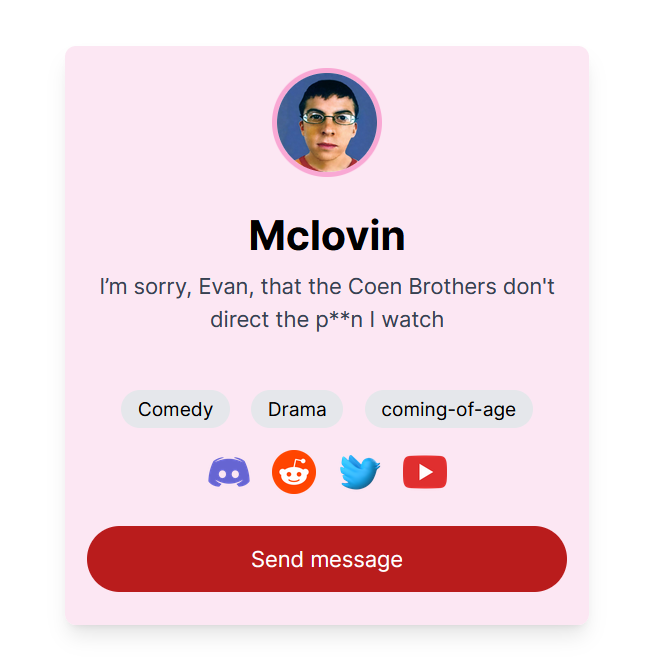 Mclovin
I’m sorry, Evan, that the Coen Brothers don't
direct the p**n I watch
Comedy
Drama
coming-of-age
Send message